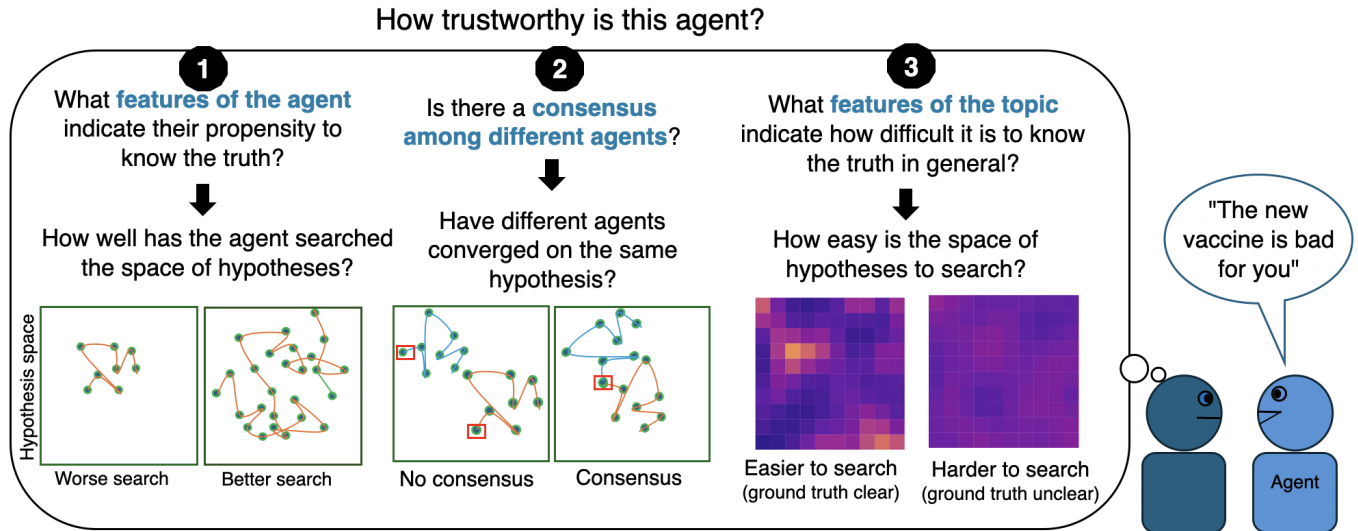 How trustworthy is this agent?
1
What features of the agent
indicate their propensity to
know the truth?
How well has the agent searched
the space of hypotheses?
Hypothesis space
Worse search
Better search
2
Is there a consensus
among different agents?
Have different agents
converged on the same
hypothesis?
No consensus
Consensus
3
What features of the topic
indicate how difficult it is to know
the truth in general?
How easy is the space of
hypotheses to search?
Easier to search
(ground truth clear)
Harder to search
(ground truth unclear)
"The new
vaccine is bad
for you"
Agent